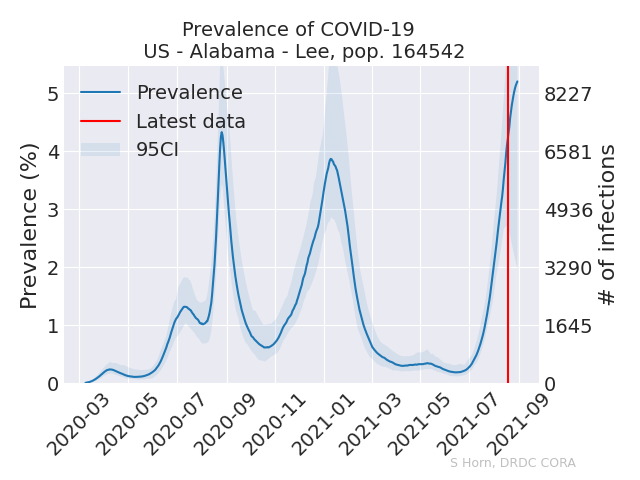 Prevalence of COVID-19
US - Alabama - Lee, pop. 164542
Prevalence
Latest data
95CI
Prevalence (%)
5
4
3
2
1
0
8227
6581
4936
3290
1645
0
# of infections
2020-03
2020-05
2020-07
2020-09
2020-11
2021-01
2021-03
2021-05
2021-07
2021-09
S Horn, DRDC CORA